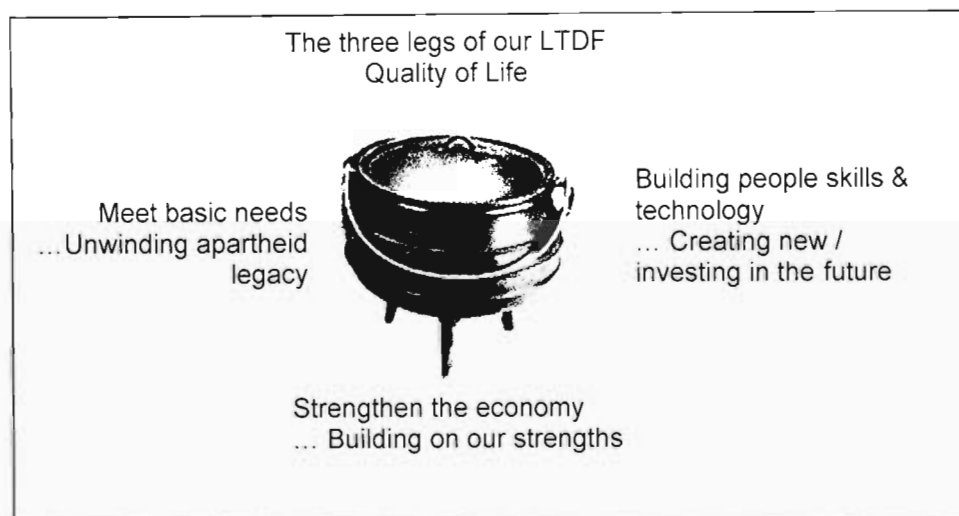 The three legs of our LTDF
Quality of Life
Meet basic needs
...Unwinding apartheid
legacy
Building people skills &
technology
... Creating new /
investing in the future
Strengthen the economy
... Building on our strengths